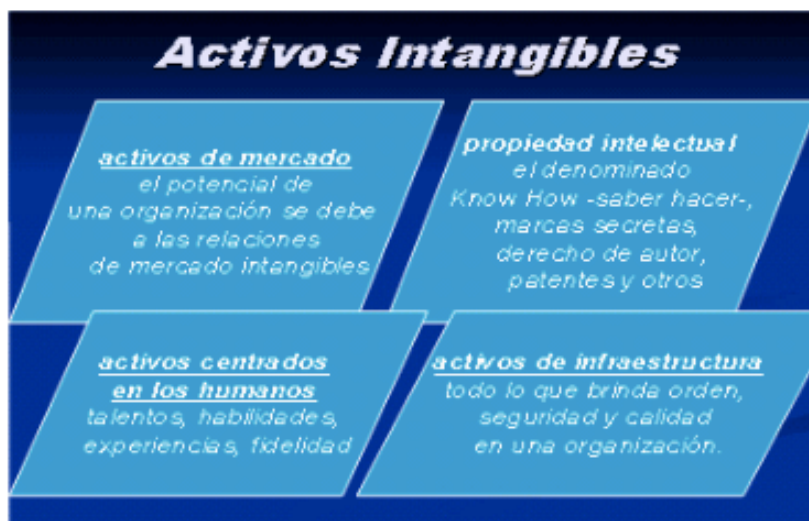 Activos Intangibles
activos de mercado
el potencial de
una organización se debe
a las relaciones
de mercado intangibles
propiedad intelectual
el denominado
Know How -saber hacer-,
marcas secretas,
derecho de autor,
patentes y otros
activos centrados
en los humanos
talentos, habilidades,
experiencias, fidelidad
activos de infraestructura
todo lo que brinda orden,
seguridad y calidad
en una organización.